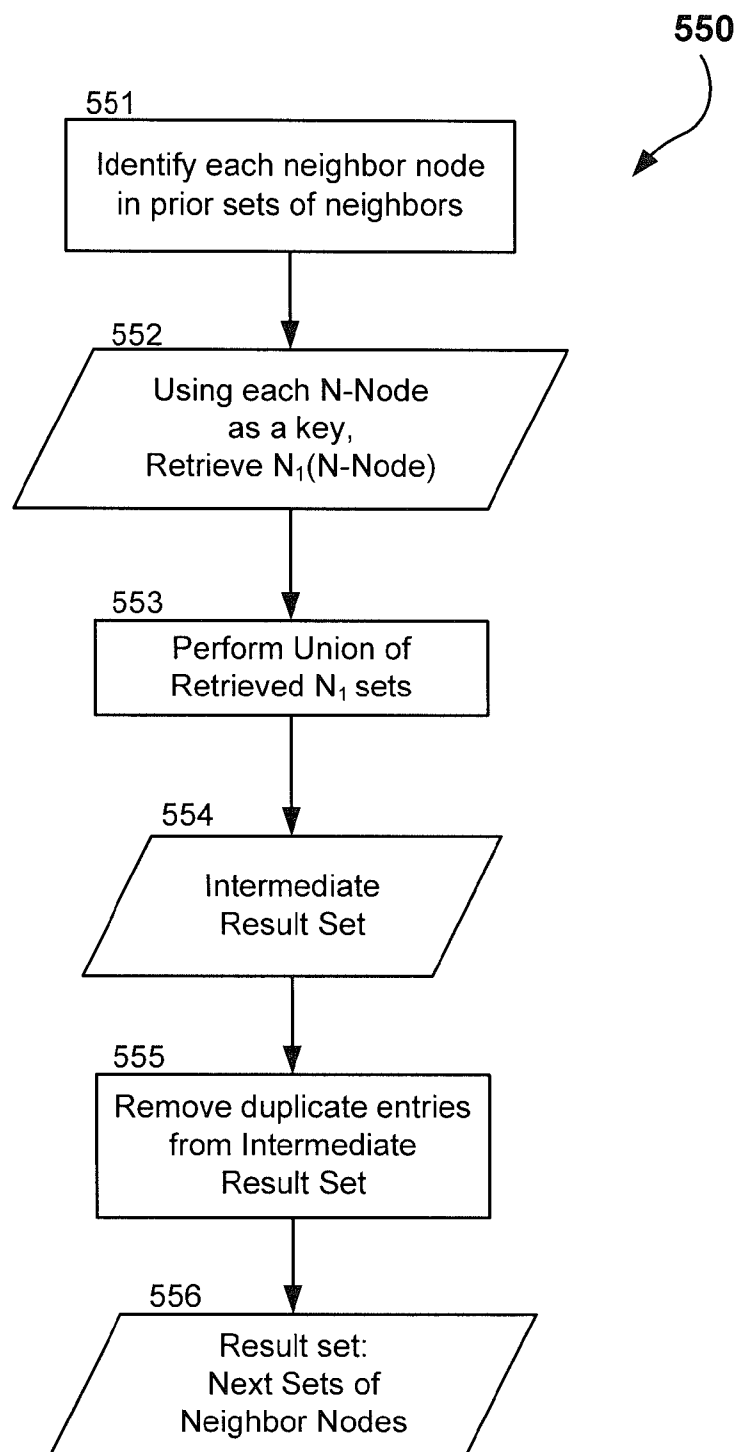 550
551
Identify each neighbor node
in prior sets of neighbors
552
Using each N-Node
as a key,
Retrieve N₁(N-Node)
553
Perform Union of
Retrieved N₁ sets
554
Intermediate
Result Set
555
Remove duplicate entries
from Intermediate
Result Set
556
Result set:
Next Sets of
Neighbor Nodes